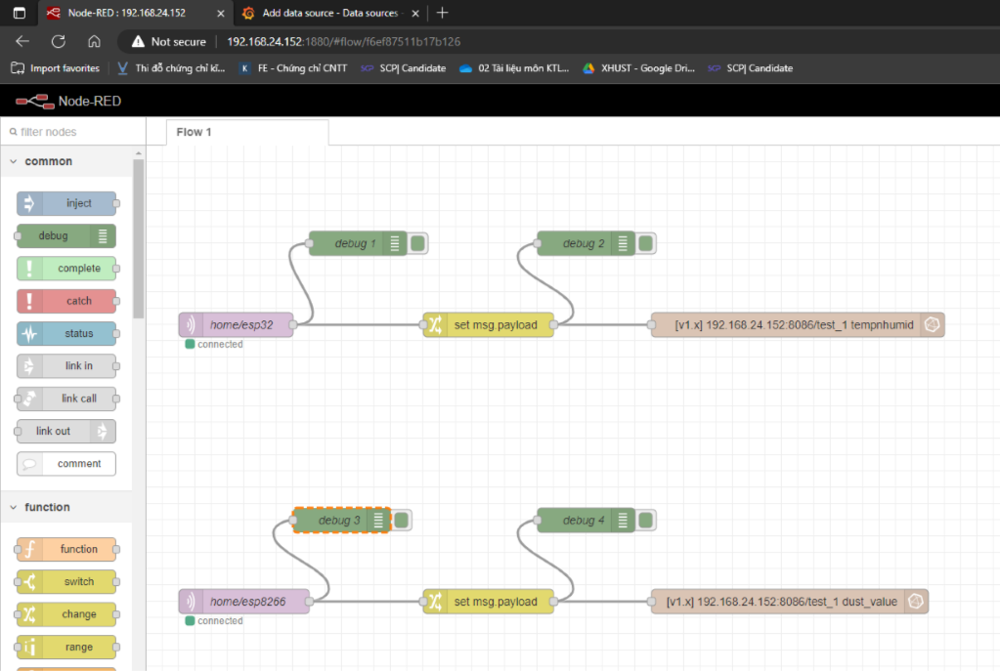 Node-RED : 192.168.24.152
Add data source - Data sources -
Not secure
192.168.24.152:1880/#flow/f6ef87511b17b126
Import favorites
Thi đỗ chứng chỉ kĩ...
FE - Chứng chỉ CNTT
SCP| Candidate
02 Tài liệu môn KTL...
XHUST - Google Dri...
SCP| Candidate
Node-RED
filter nodes
Flow 1
common
inject
debug
complete
catch
status
link in
link call
link out
comment
function
function
switch
change
range
debug 1
debug 2
home/esp32
set msg.payload
[v1.x] 192.168.24.152:8086/test_1 tempnhumid
connected
debug 3
debug 4
home/esp8266
set msg.payload
[v1.x] 192.168.24.152:8086/test_1 dust_value
connected